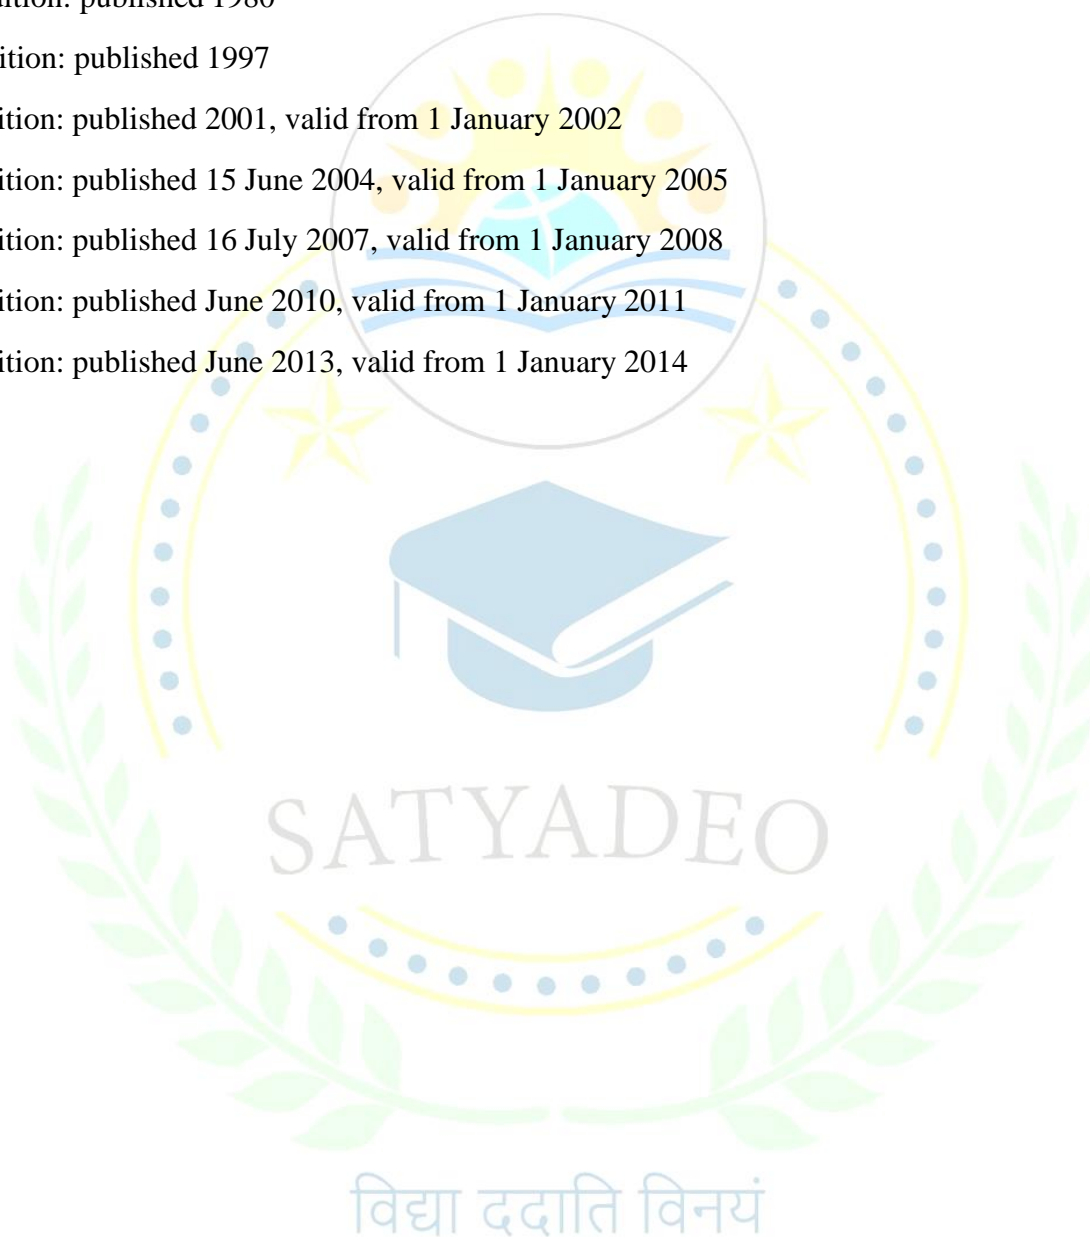 ition: published 1980
ition: published 1997
ition: published 2001, valid from 1 January 2002
ition: published 15 June 2004, valid from 1 January 2005
ition: published 16 July 2007, valid from 1 January 2008
ition: published June 2010, valid from 1 January 2011
ition: published June 2013, valid from 1 January 2014
SATYADEO
विद्या ददाति विनयं